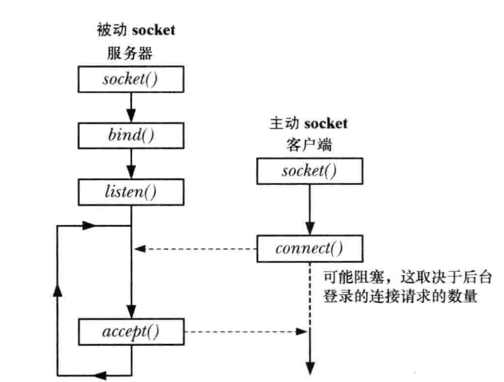 被动 socket
服务器
socket()
bind()
listen()
accept()
主动 socket
客户端
socket()
connect()
可能阻塞，这取决于后台
登录的连接请求的数量